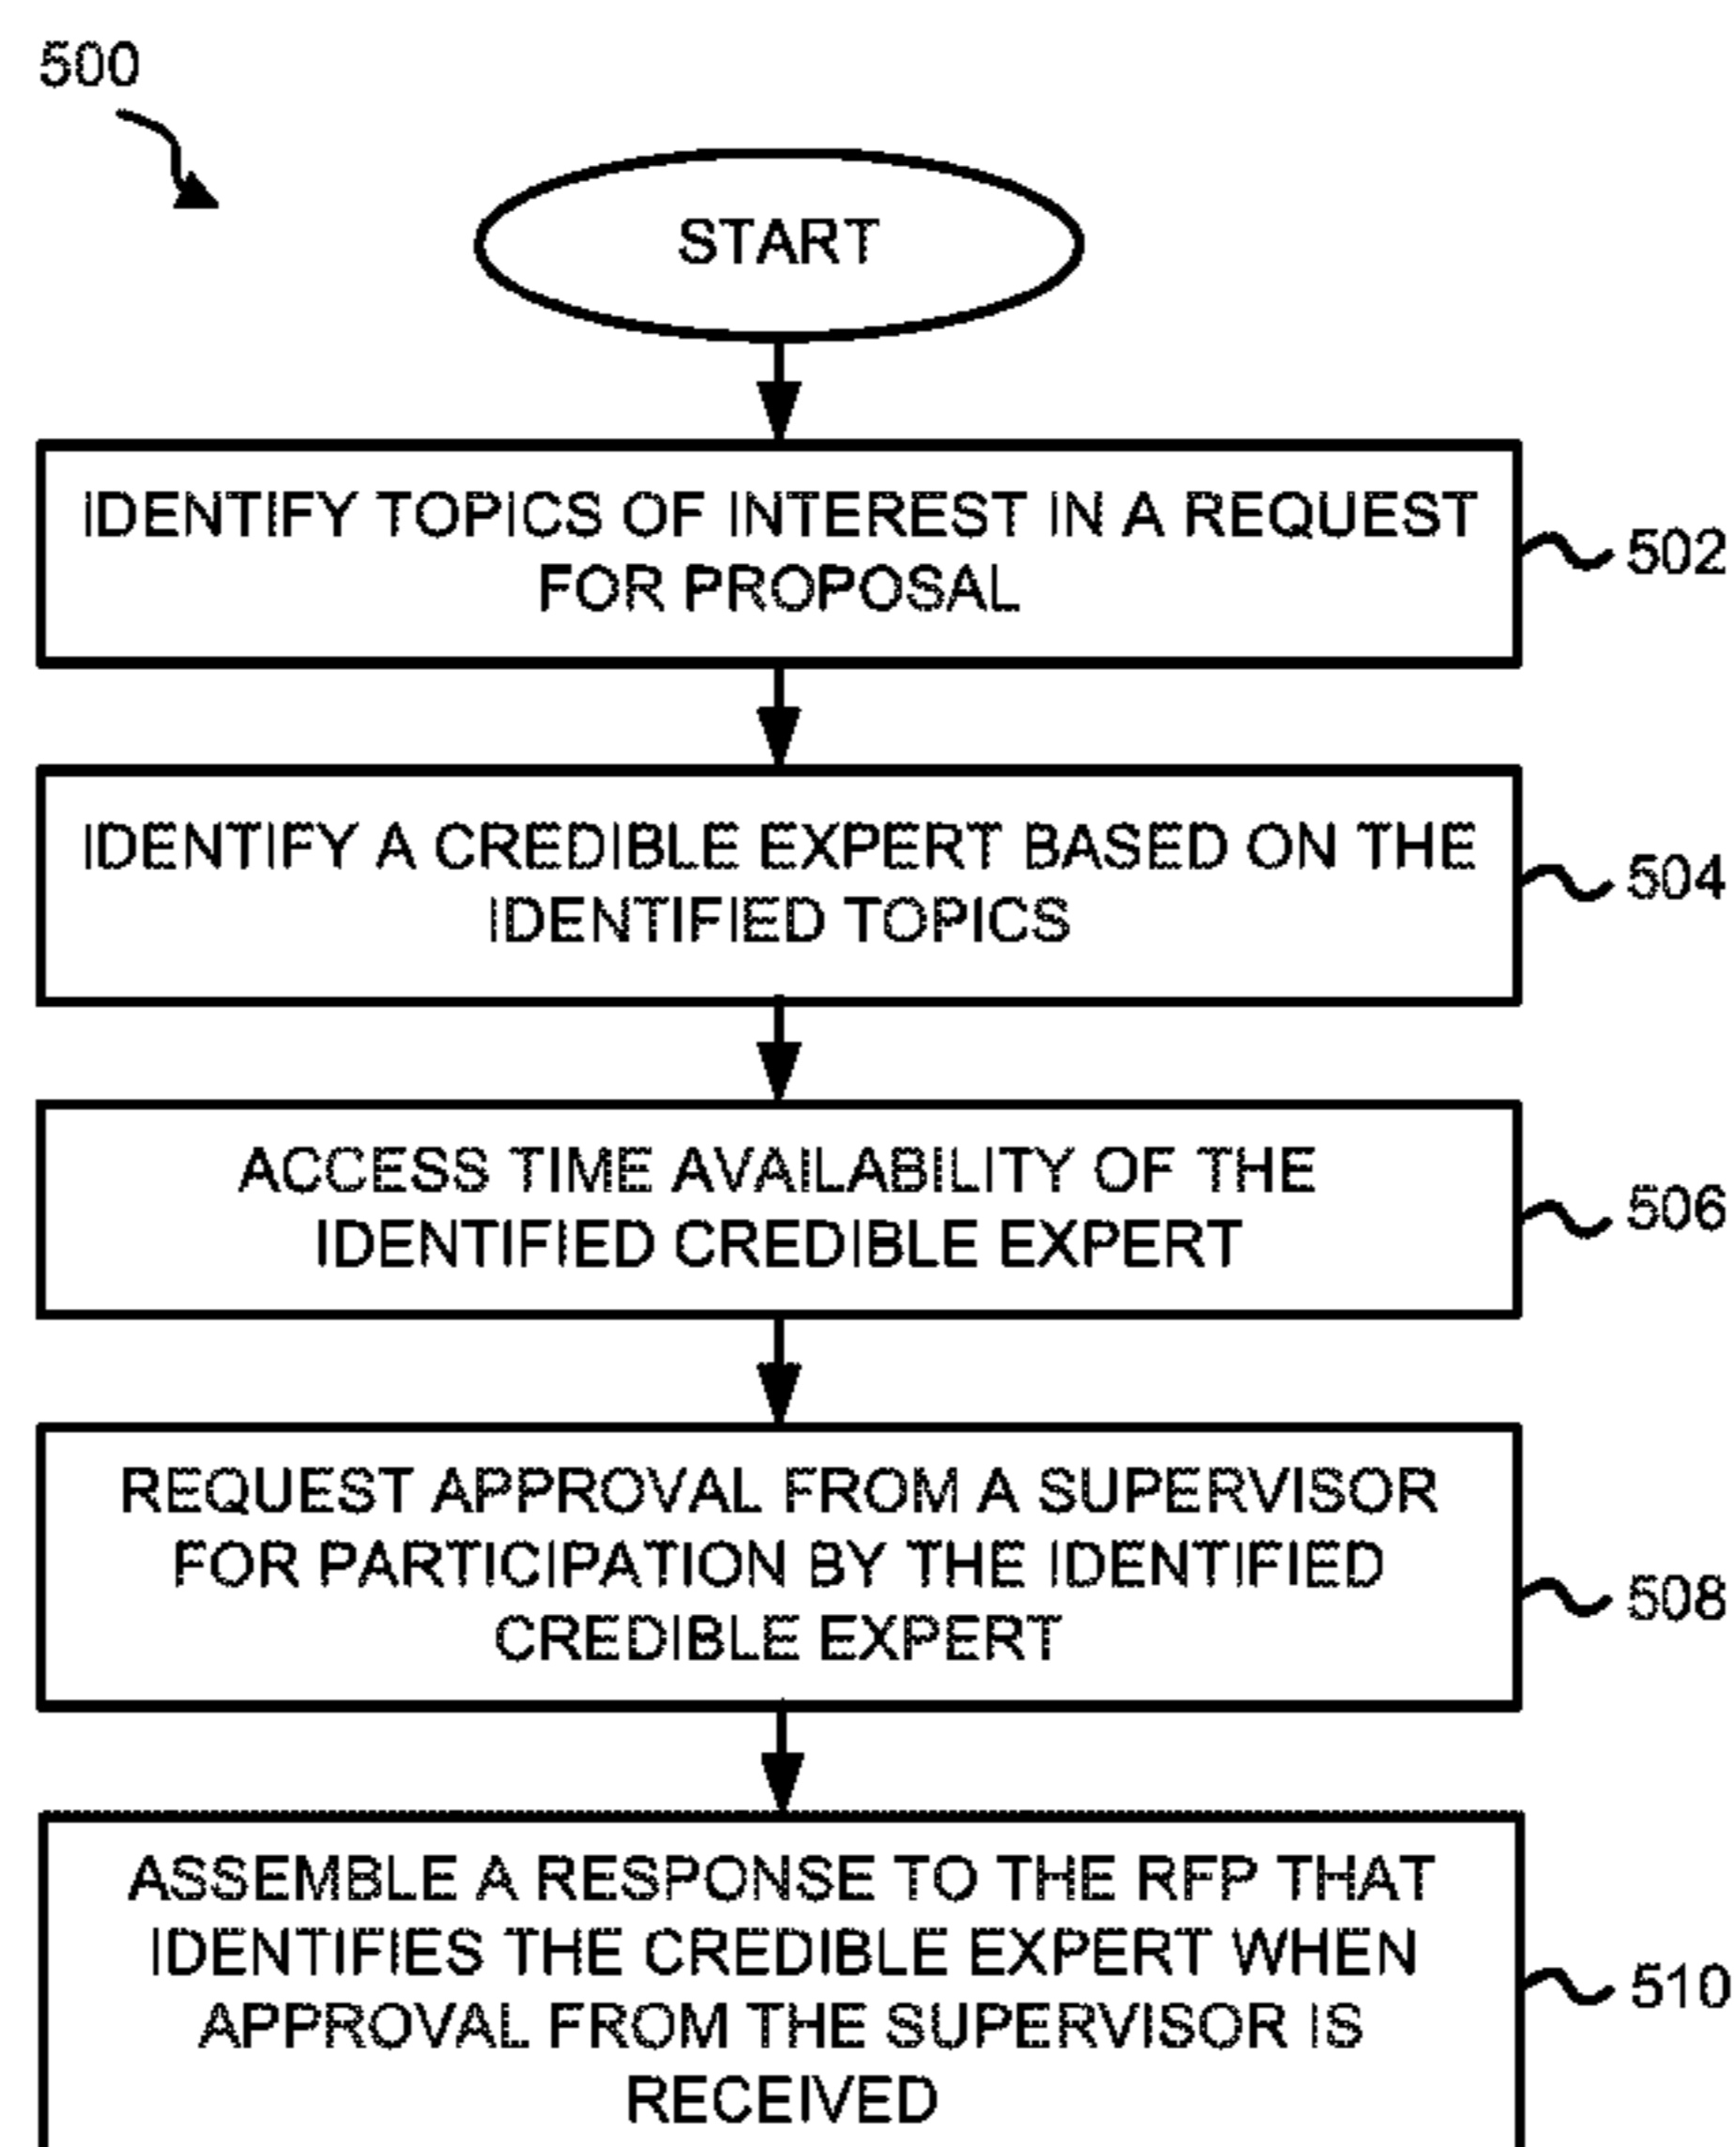 500
START
IDENTIFY TOPICS OF INTEREST IN A REQUEST
FOR PROPOSAL
502
IDENTIFY A CREDIBLE EXPERT BASED ON THE
IDENTIFIED TOPICS
504
ACCESS TIME AVAILABILITY OF THE
IDENTIFIED CREDIBLE EXPERT
506
REQUEST APPROVAL FROM A SUPERVISOR
FOR PARTICIPATION BY THE IDENTIFIED
CREDIBLE EXPERT
508
ASSEMBLE A RESPONSE TO THE RFP THAT
IDENTIFIES THE CREDIBLE EXPERT WHEN
APPROVAL FROM THE SUPERVISOR IS
RECEIVED
510